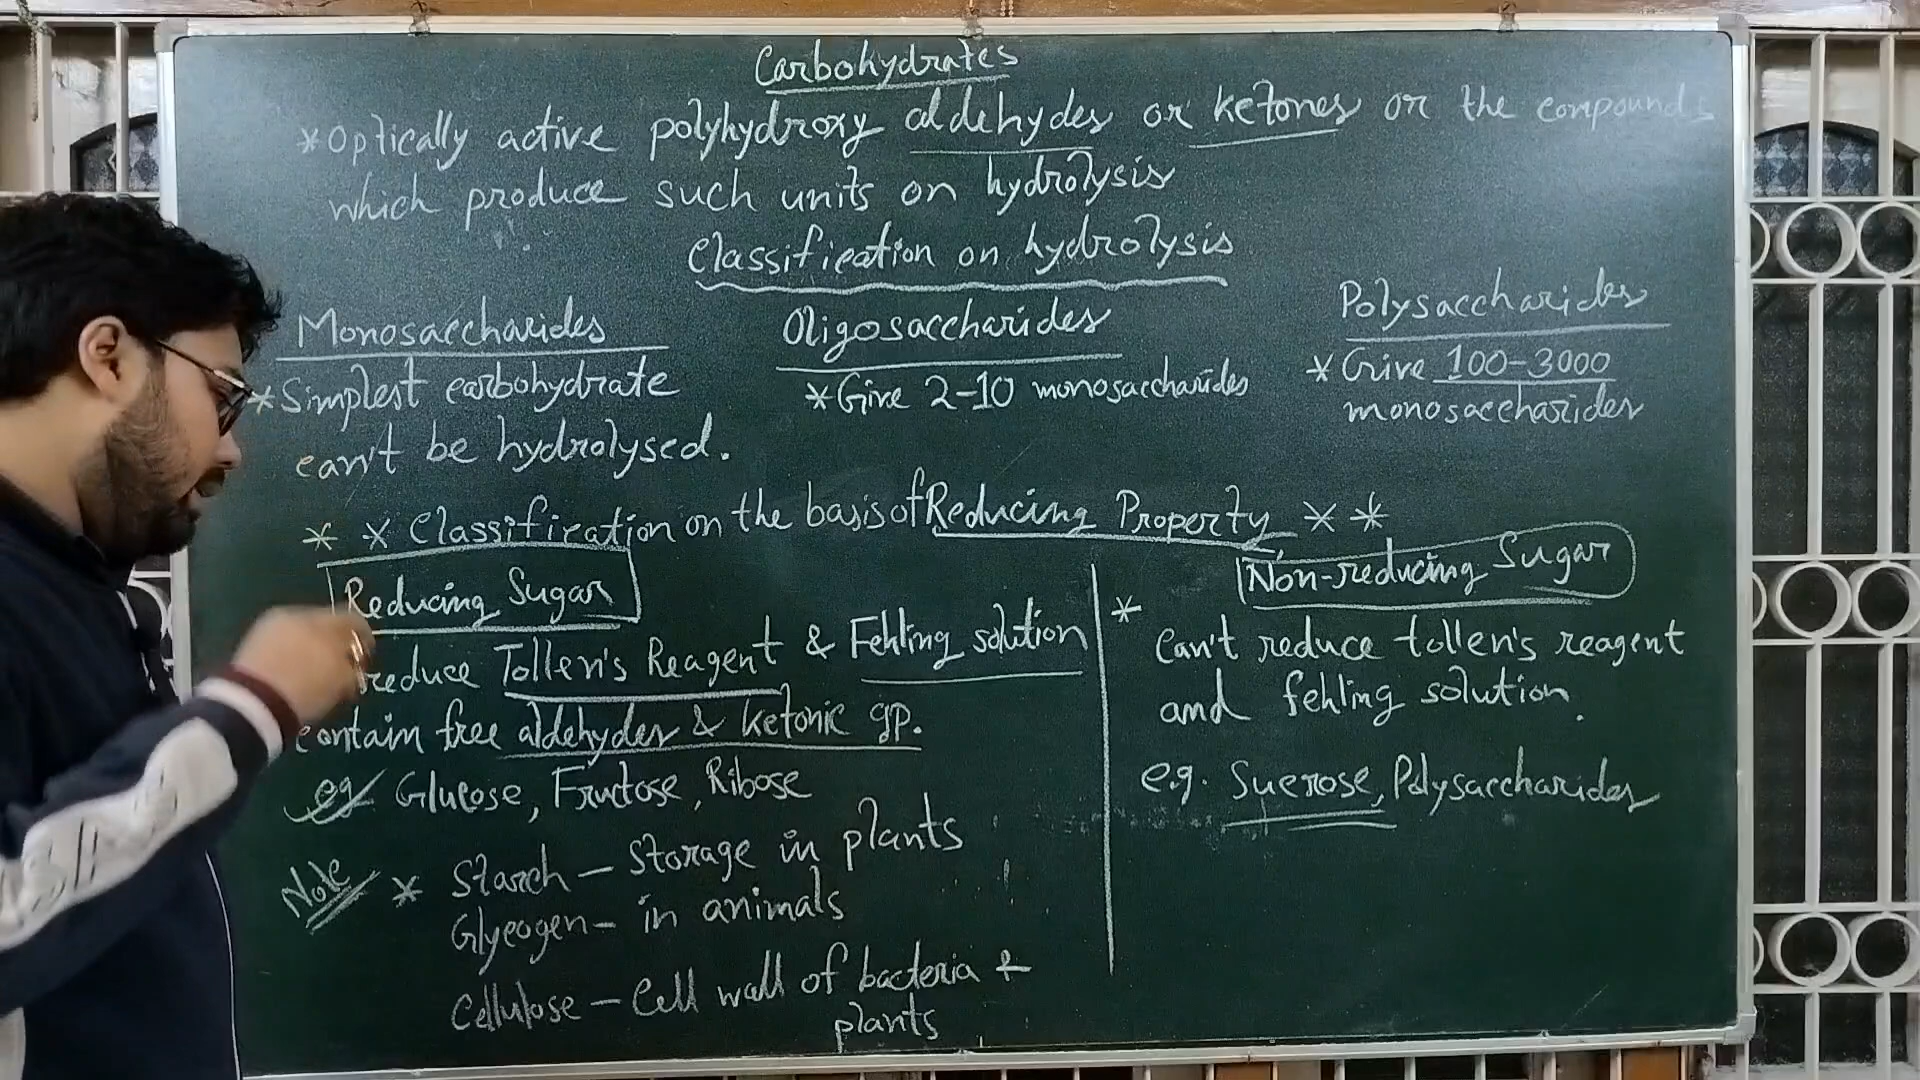 Carbohydrates
* Optically active polyhydroxy aldehydes or ketones or the compounds
which produce such units on hydrolysis
Classification on hydrolysis
Monosaccharides
* Simplest carbohydrate
can't be hydrolysed.
Oligosaccharides
* Give 2-10 monosaccharides
Polysaccharides
* Give 100-3000
monosaccharides
* * Classification on the basis of Reducing Property * *
Reducing Sugar
reduce Tollen's Reagent & Fehling solution
contain free aldehydes & ketonic gp.
eg Glucose, Fructose, Ribose
Note * Starch - Storage in plants
Glycogen - in animals
Cellulose - Cell wall of bacteria &
plants
Non-reducing Sugar
*
Can't reduce tollen's reagent
and fehling solution.
e.g. Sucrose, Polysaccharides